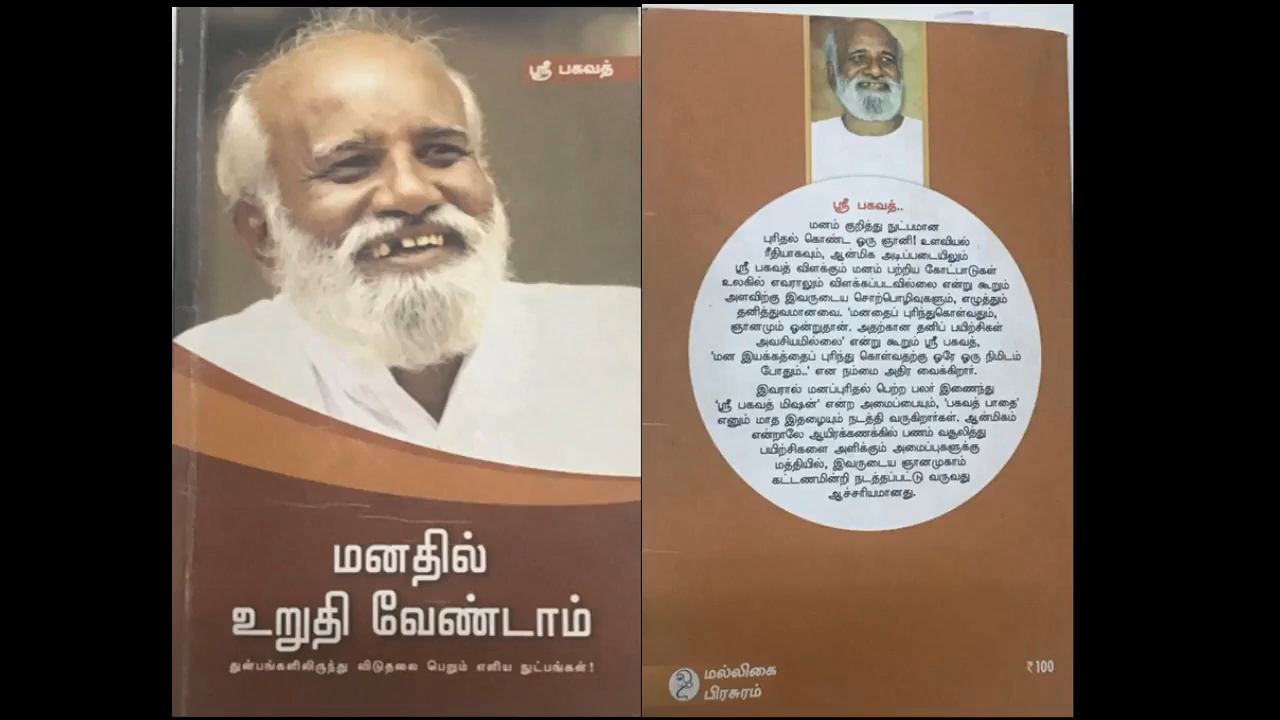 ஸ்ரீ பகவத்
மனதில்
உறுதி வேண்டாம்
துன்பங்களிலிருந்து விடுதலை பெறும் எளிய நுட்பங்கள்!
ஸ்ரீ பகவத்..
மனம் குறித்து நுட்பமான
புரிதல் கொண்ட ஒரு ஞானி! உளவியல்
ரீதியாகவும், ஆன்மிக அடிப்படையிலும்
ஸ்ரீ பகவத் விளக்கும் மனம் பற்றிய கோட்பாடுகள்
உலகில் எவராலும் விளக்கப்படவில்லை என்று கூறும்
அளவிற்கு இவருடைய சொற்பொழிவுகளும், எழுத்தும்
தனித்துவமானவை. 'மனதைப் புரிந்துகொள்வதும்,
ஞானமும் ஒன்றுதான். அதற்கான தனிப் பயிற்சிகள்
அவசியமில்லை' என்று கூறும் ஸ்ரீ பகவத்,
'மன இயக்கத்தைப் புரிந்து கொள்வதற்கு ஒரே ஒரு நிமிடம்
போதும்..' என நம்மை அதிர வைக்கிறார்.
இவரால் மனப்புரிதல் பெற்ற பலர் இணைந்து
'ஸ்ரீ பகவத் மிஷன்' என்ற அமைப்பையும், 'பகவத் பாதை'
எனும் மாத இதழையும் நடத்தி வருகிறார்கள். ஆன்மிகம்
என்றாலே ஆயிரக்கணக்கில் பணம் வசூலித்து
பயிற்சிகளை அளிக்கும் அமைப்புகளுக்கு
மத்தியில், இவருடைய ஞானமுகாம்
கட்டணமின்றி நடத்தப்பட்டு வருவது
ஆச்சரியமானது.
மல்லிகை
பிரசுரம்
₹100